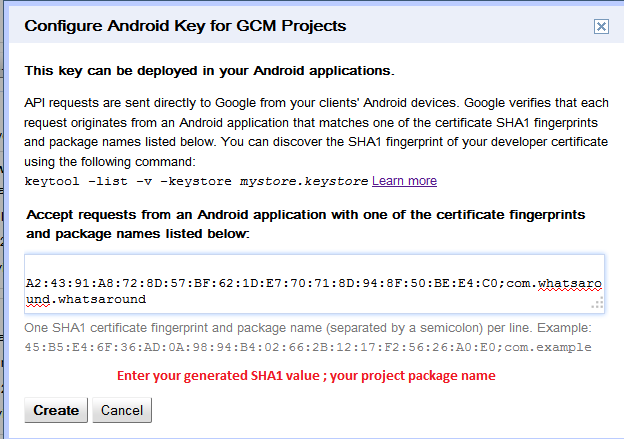 Configure Android Key for GCM Projects
This key can be deployed in your Android applications.
API requests are sent directly to Google from your clients' Android devices. Google verifies that each
request originates from an Android application that matches one of the certificate SHA1 fingerprints
and package names listed below. You can discover the SHA1 fingerprint of your developer certificate
using the following command:
keytool -list -v -keystore mystore.keystore Learn more
Accept requests from an Android application with one of the certificate fingerprints
and package names listed below:
A2:43:91:A8:72:8D:57:BF:62:1D:E7:70:71:8D:94:8F:50:BE:E4:C0;com.whatsaro
und.whatsaround
One SHA1 certificate fingerprint and package name (separated by a semicolon) per line. Example:
45:B5:E4:6F:36:AD:0A:98:94:B4:02:66:2B:12:17:F2:56:26:A0:E0;com.example
Enter your generated SHA1 value ; your project package name
Create Cancel